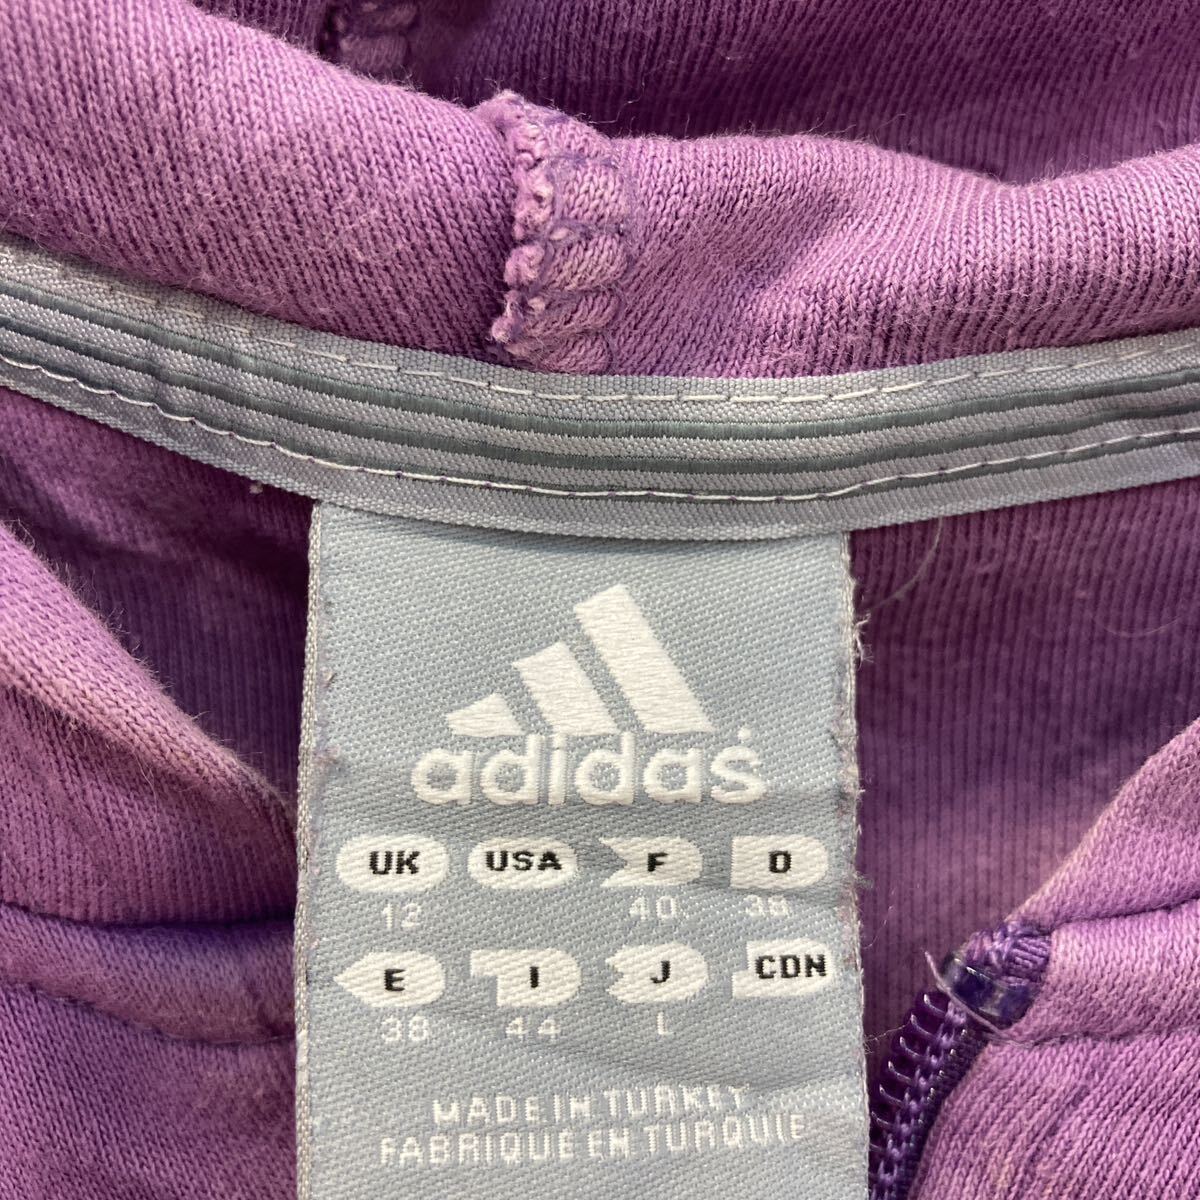 adidas
UK USA F D
12 40 38
E I J CDN
38 44 L
MADE IN TURKEY
FABRIQUE EN TURQUIE